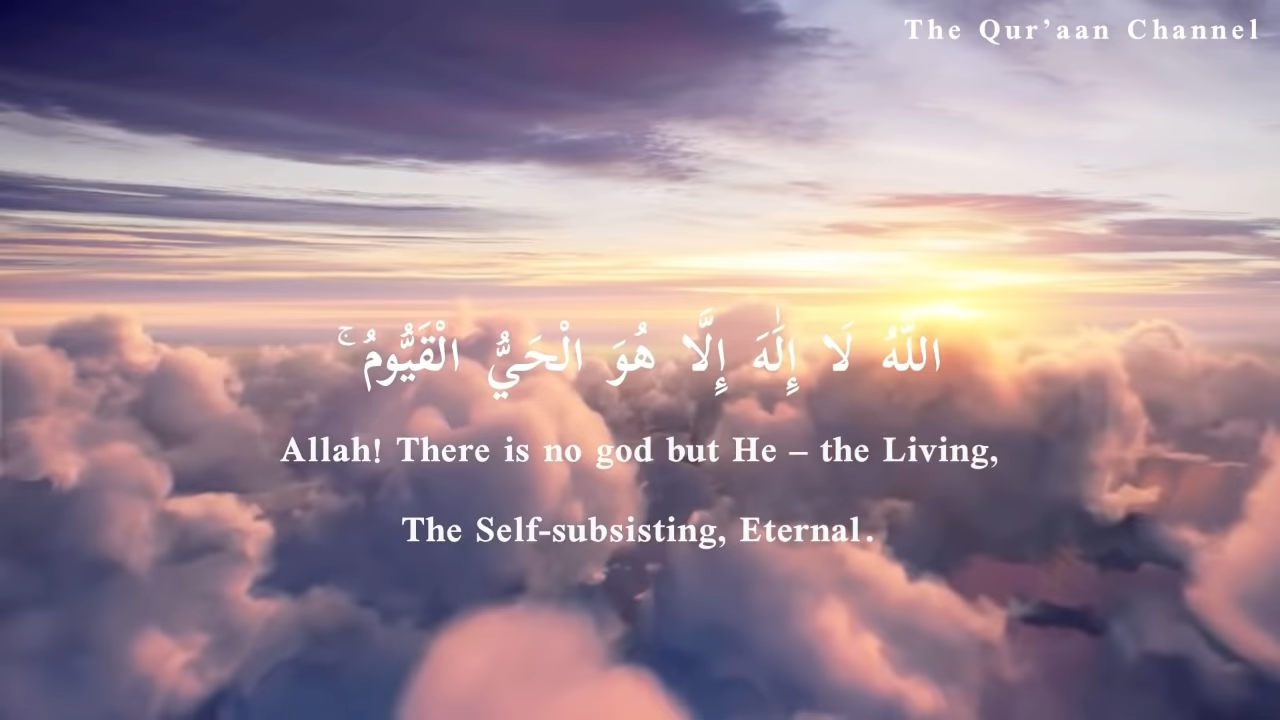 The Qur’aan Channel
اللَّهُ لَا إِلَٰهَ إِلَّا هُوَ الْحَيُّ الْقَيُّومُ ۚ
Allah! There is no god but He – the Living,
The Self-subsisting, Eternal.